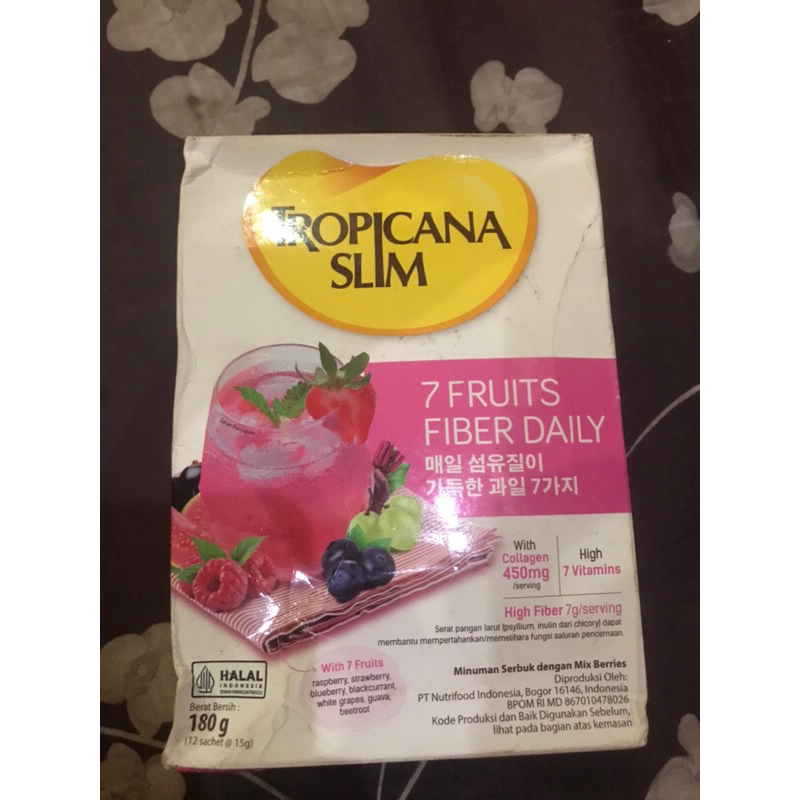 TROPICANA
SLIM
7 FRUITS
FIBER DAILY
매일 섬유질이
가득한 과일 7가지
With
Collagen
450mg
/serving
High
7 Vitamins
High Fiber 7g/serving
Serat pangan larut (psyllium, inulin dari chicory) dapat
membantu mempertahankan/memelihara fungsi saluran pencernaan.
HALAL
INDONESIA
With 7 Fruits
raspberry, strawberry,
blueberry, blackcurrant,
white grapes, guava,
beetroot
Berat Bersih :
180 g
(12 sachet @ 15g)
Minuman Serbuk dengan Mix Berries
Diproduksi Oleh:
PT Nutrifood Indonesia, Bogor 16146, Indonesia
BPOM RI MD 867010478026
Kode Produksi dan Baik Digunakan Sebelum,
lihat pada bagian atas kemasan